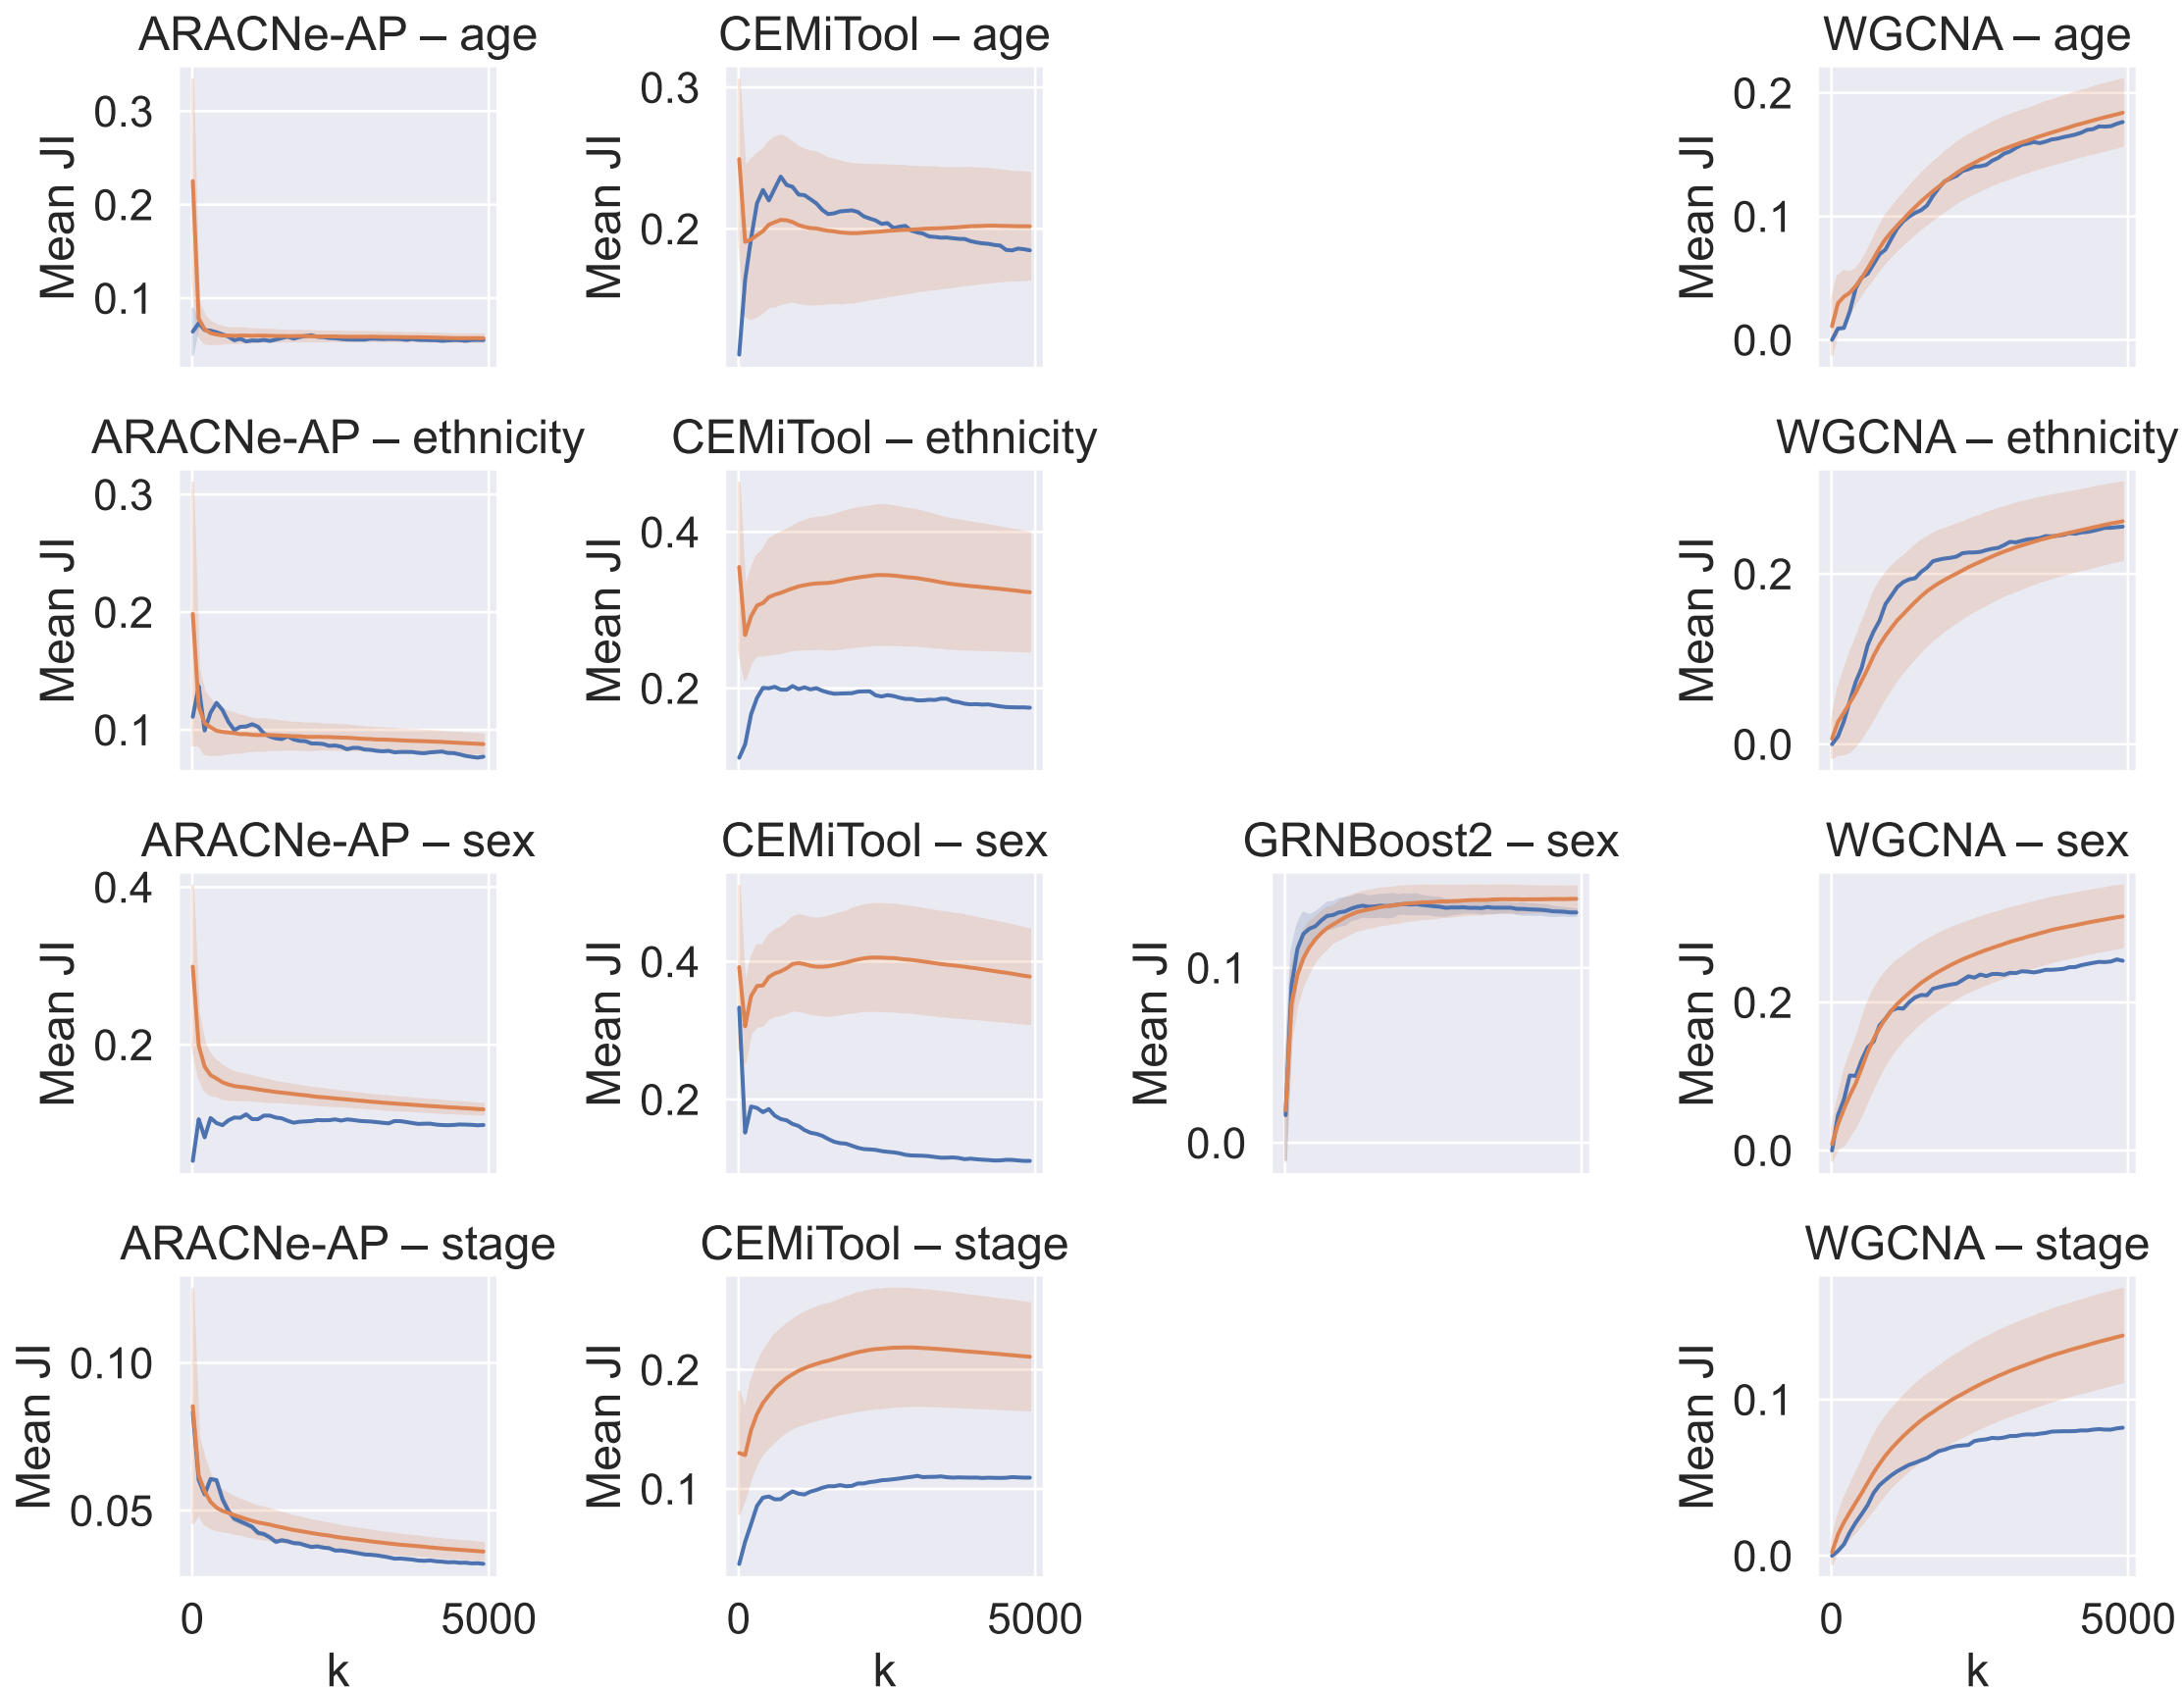 ARACNe-AP – age
CEMiTool – age
WGCNA – age
Mean JI
0.3
0.2
0.1
Mean JI
0.3
0.2
Mean JI
0.2
0.1
0.0
ARACNe-AP – ethnicity
CEMiTool – ethnicity
WGCNA – ethnicity
Mean JI
0.3
0.2
0.1
Mean JI
0.4
0.2
Mean JI
0.2
0.0
ARACNe-AP – sex
CEMiTool – sex
GRNBoost2 – sex
WGCNA – sex
Mean JI
0.4
0.2
Mean JI
0.4
0.2
Mean JI
0.1
0.0
Mean JI
0.2
0.0
ARACNe-AP – stage
CEMiTool – stage
WGCNA – stage
Mean JI
0.10
0.05
Mean JI
0.2
0.1
Mean JI
0.1
0.0
0 5000
0 5000
0 5000
k
k
k